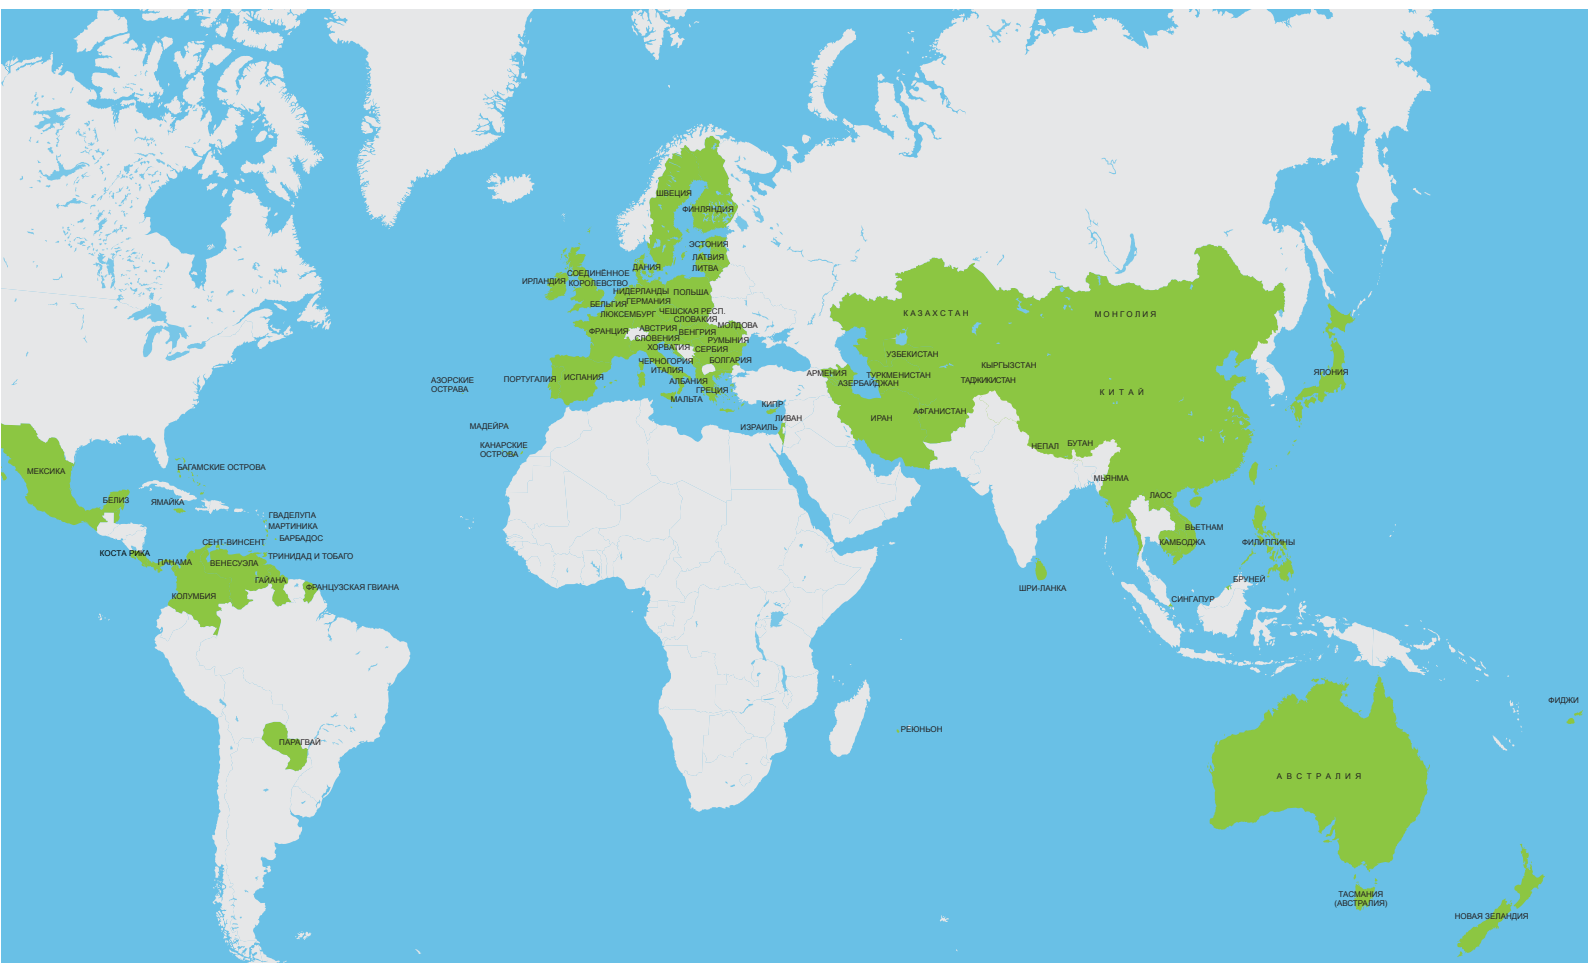 ШВЕЦИЯ
ФИНЛЯНДИЯ
ЭСТОНИЯ
ЛАТВИЯ
ЛИТВА
ДАНИЯ
СОЕДИНЁННОЕ
КОРОЛЕВСТВО
ИРЛАНДИЯ
НИДЕРЛАНДЫ
ПОЛЬША
ГЕРМАНИЯ
БЕЛЬГИЯ
ЛЮКСЕМБУРГ
ЧЕШСКАЯ РЕСП.
СЛОВАКИЯ
МОЛДОВА
ФРАНЦИЯ
АВСТРИЯ
ВЕНГРИЯ
СЛОВЕНИЯ
РУМЫНИЯ
ХОРВАТИЯ
СЕРБИЯ
ЧЕРНОГОРИЯ
БОЛГАРИЯ
ИТАЛИЯ
АЛБАНИЯ
ГРЕЦИЯ
МАЛЬТА
ПОРТУГАЛИЯ
ИСПАНИЯ
АЗОРСКИЕ
ОСТРАВА
МАДЕЙРА
КАНАРСКИЕ
ОСТРОВА
КИПР
ЛИВАН
ИЗРАИЛЬ
КАЗАХСТАН
МОНГОЛИЯ
УЗБЕКИСТАН
КЫРГЫЗСТАН
АРМЕНИЯ
ТУРКМЕНИСТАН
АЗЕРБАЙДЖАН
ТАДЖИКИСТАН
ЯПОНИЯ
КИТАЙ
ИРАН
АФГАНИСТАН
НЕПАЛ
БУТАН
МЬЯНМА
ЛАОС
ВЬЕТНАМ
КАМБОДЖА
ФИЛИППИНЫ
БРУНЕЙ
ШРИ-ЛАНКА
СИНГАПУР
МЕКСИКА
БАГАМСКИЕ ОСТРОВА
БЕЛИЗ
ЯМАЙКА
ГВАДЕЛУПА
МАРТИНИКА
БАРБАДОС
СЕНТ-ВИНСЕНТ
КОСТА РИКА
ТРИНИДАД И ТОБАГО
ПАНАМА
ВЕНЕСУЭЛА
ГАЙАНА
ФРАНЦУЗСКАЯ ГВИАНА
КОЛУМБИЯ
ПАРАГВАЙ
РЕЮНЬОН
ФИДЖИ
АВСТРАЛИЯ
ТАСМАНИЯ
(АВСТРАЛИЯ)
НОВАЯ ЗЕЛАНДИЯ